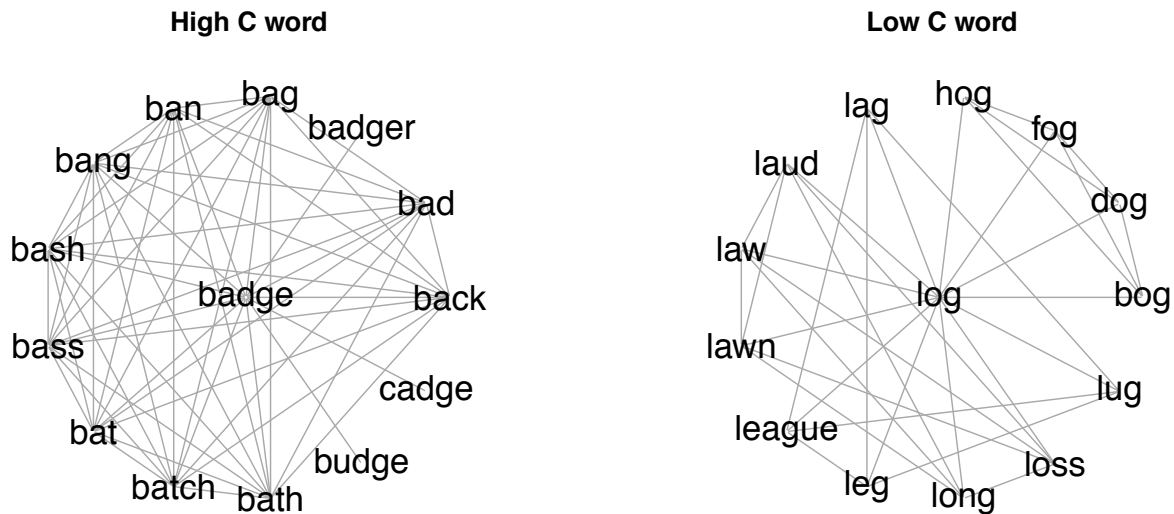 High C word
ban
bag
badger
bang
bad
bash
badge
back
bass
cadge
bat
budge
batch
bath
Low C word
lag
hog
fog
laud
dog
law
log
bog
lawn
lug
league
loss
leg
long